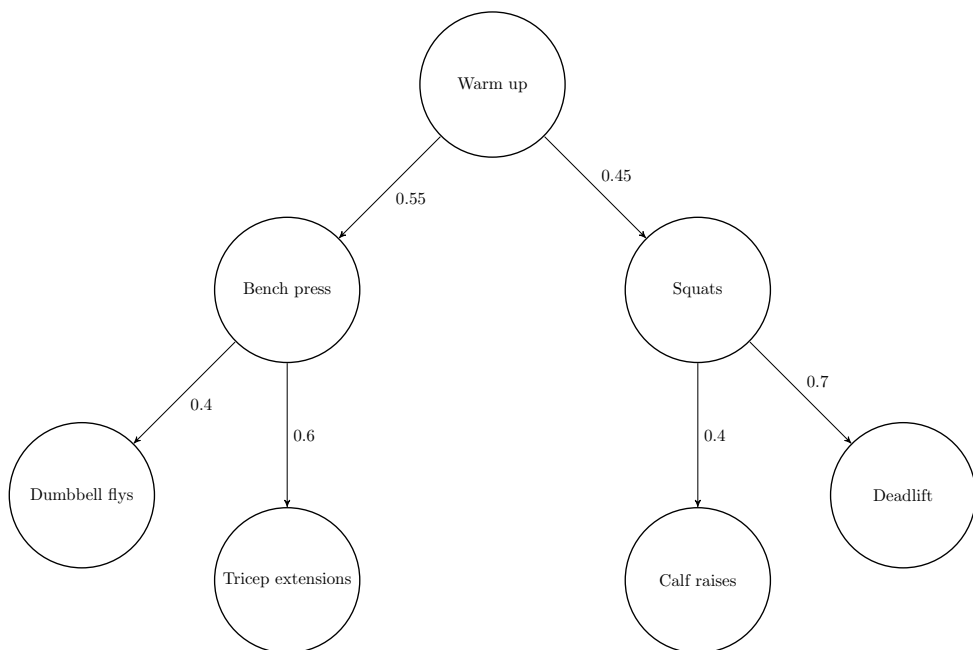 Warm up
0.55
0.45
Bench press
Squats
0.4
0.6
0.4
0.7
Dumbbell flys
Tricep extensions
Calf raises
Deadlift